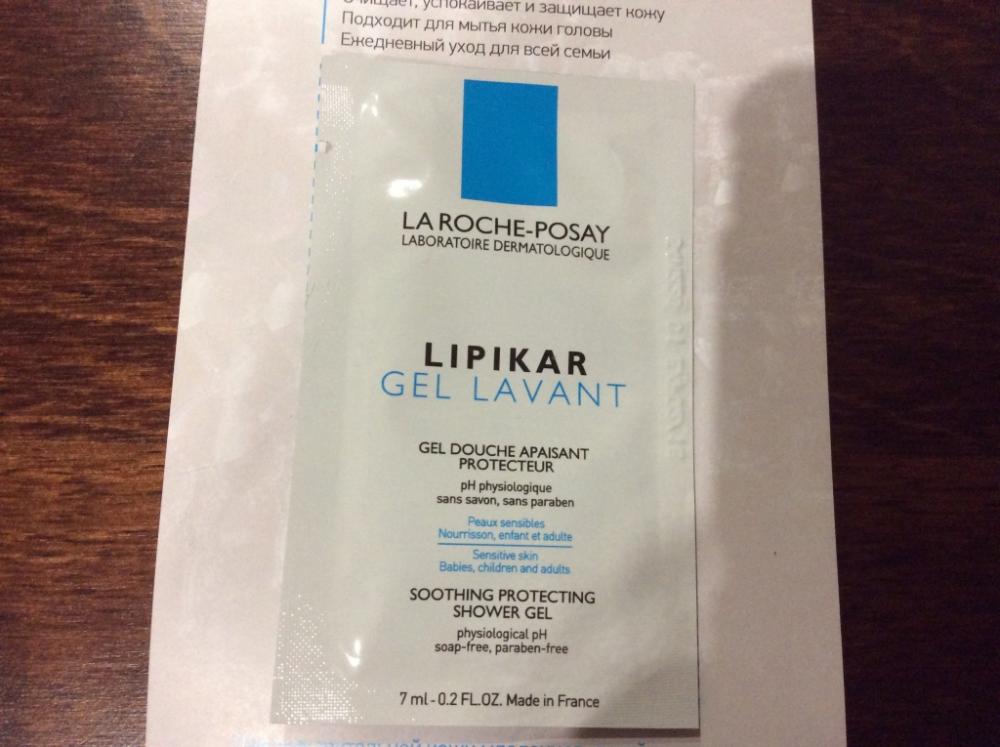 успокаивает и защищает кожу
Подходит для мытья кожи головы
Ежедневный уход для всей семьи
LA ROCHE-POSAY
LABORATOIRE DERMATOLOGIQUE
LIPIKAR
GEL LAVANT
GEL DOUCHE APAISANT
PROTECTEUR
pH physiologique
sans savon, sans paraben
Peaux sensibles
Nourrisson, enfant et adulte
Sensitive skin
Babies, children and adults
SOOTHING PROTECTING
SHOWER GEL
physiological pH
soap-free, paraben-free
7 ml - 0.2 FL.OZ. Made in France